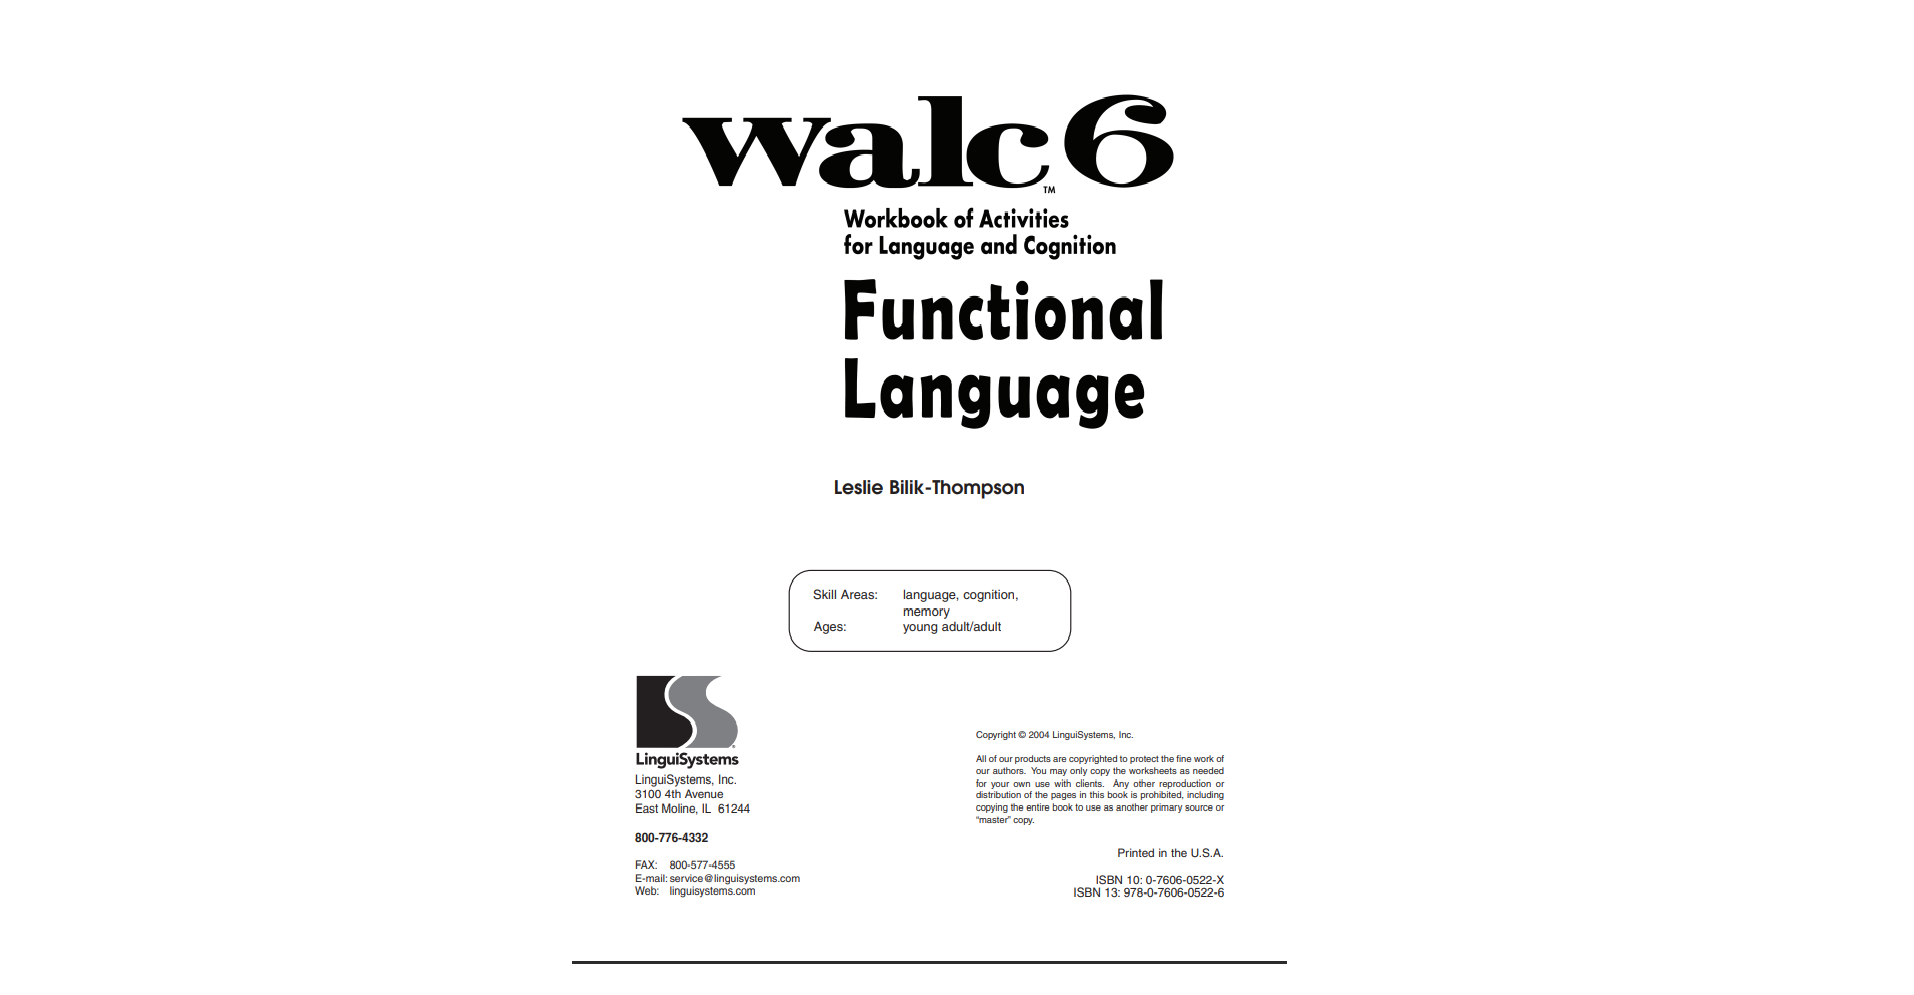 walc 6
TM
Workbook of Activities
for Language and Cognition
Functional
Language
Leslie Bilik-Thompson
Skill Areas: language, cognition,
memory
Ages: young adult/adult
LinguiSystems
LinguiSystems, Inc.
3100 4th Avenue
East Moline, IL 61244
800-776-4332
FAX: 800-577-4555
E-mail: service@linguisystems.com
Web: linguisystems.com
Copyright © 2004 LinguiSystems, Inc.
All of our products are copyrighted to protect the fine work of
our authors. You may only copy the worksheets as needed
for your own use with clients. Any other reproduction or
distribution of the pages in this book is prohibited, including
copying the entire book to use as another primary source or
“master” copy.
Printed in the U.S.A.
ISBN 10: 0-7606-0522-X
ISBN 13: 978-0-7606-0522-6